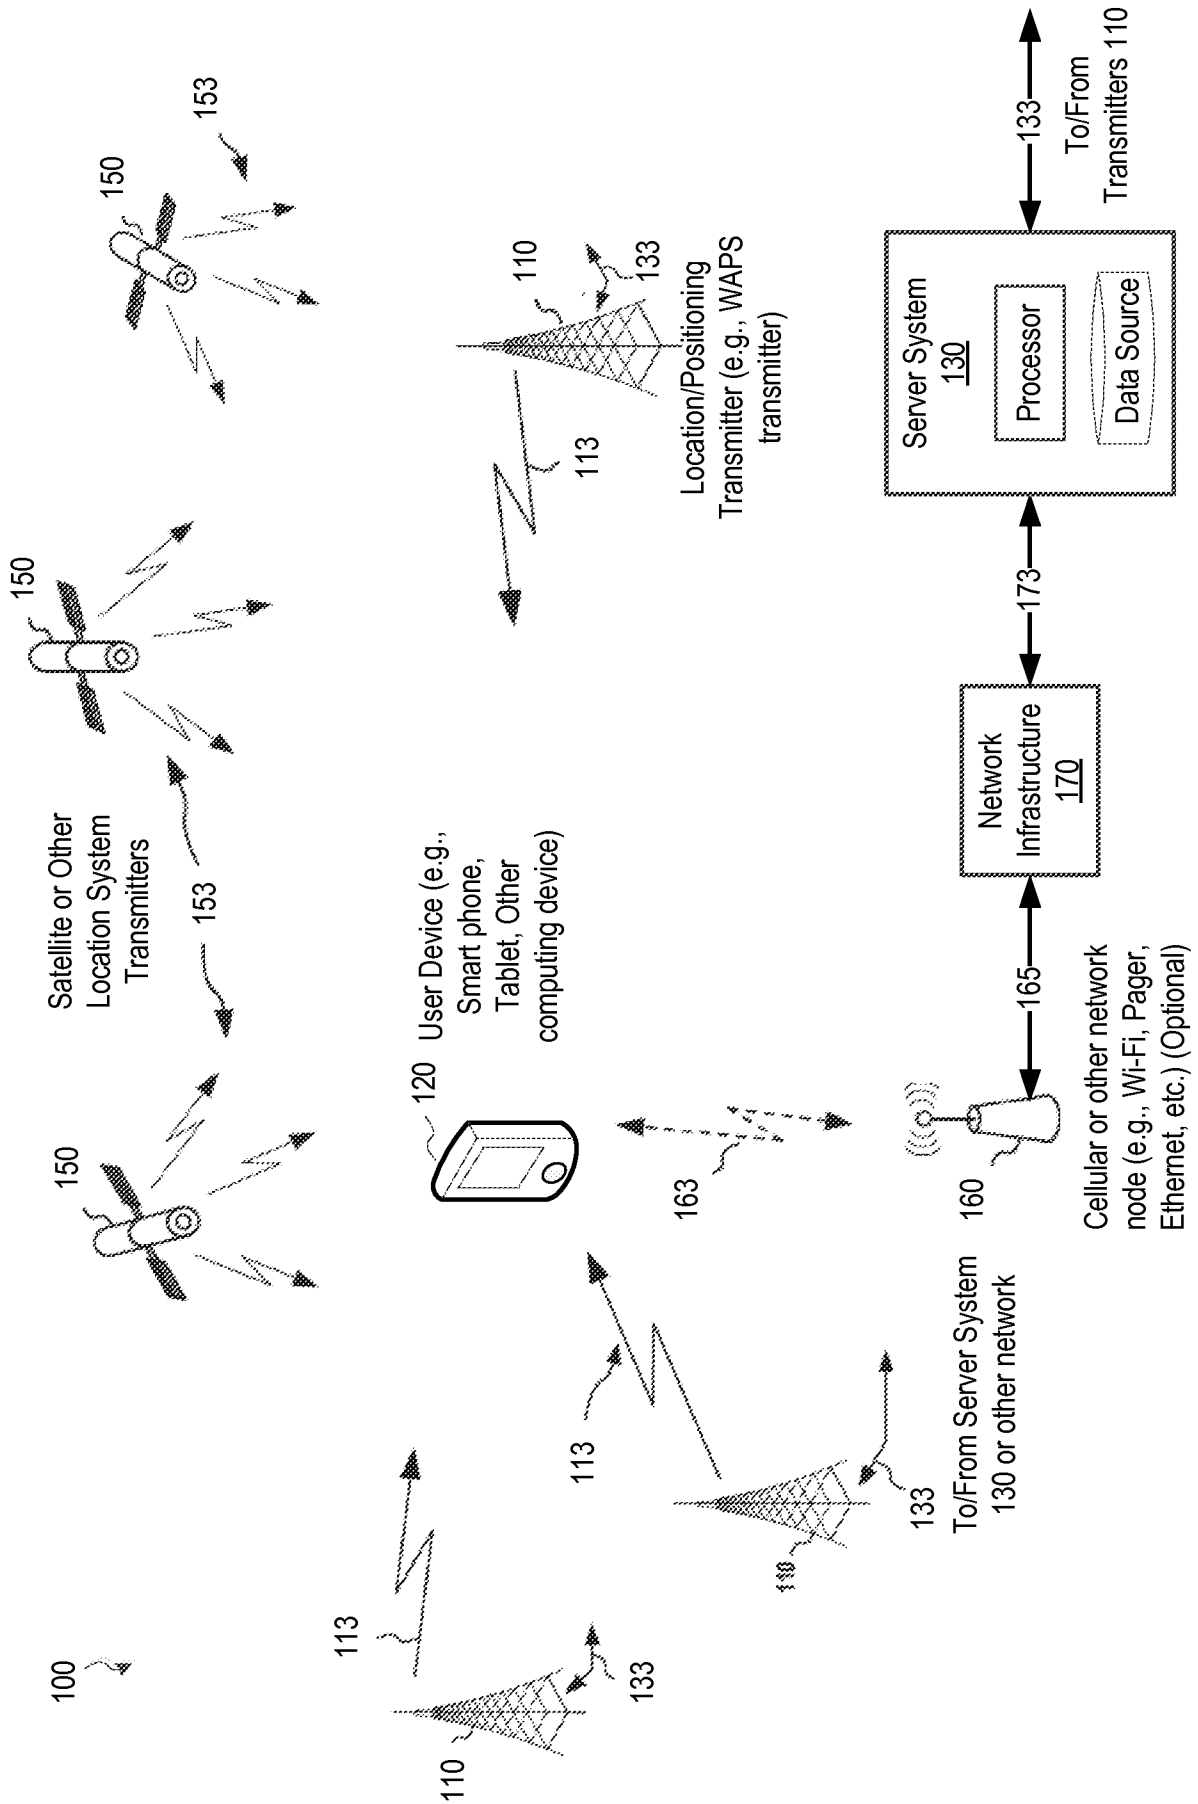 100
150
Satellite or Other
Location System
Transmitters
150
150
153
153
113
110
133
120
User Device (e.g.,
Smart phone,
Tablet, Other
computing device)
113
110
133
Location/Positioning
Transmitter (e.g., WAPS
transmitter)
113
110
133
To/From Server System
130 or other network
163
160
Cellular or other network
node (e.g., Wi-Fi, Pager,
Ethernet, etc.) (Optional)
165
Network
Infrastructure
170
173
Server System
130
Processor
Data Source
133
To/From
Transmitters 110